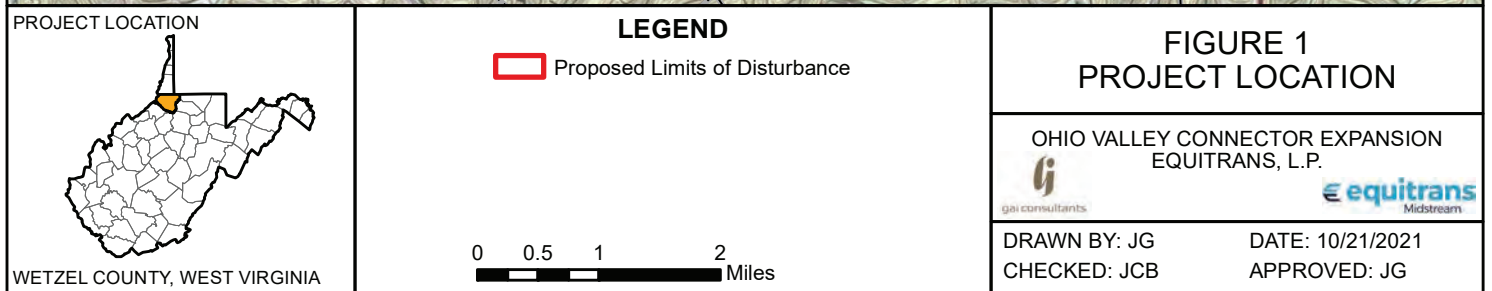 PROJECT LOCATION
WETZEL COUNTY, WEST VIRGINIA
LEGEND
Proposed Limits of Disturbance
0 0.5 1 2
Miles
FIGURE 1
PROJECT LOCATION
OHIO VALLEY CONNECTOR EXPANSION
EQUITRANS, L.P.
gai consultants
equitrans
Midstream
DRAWN BY: JG DATE: 10/21/2021
CHECKED: JCB APPROVED: JG